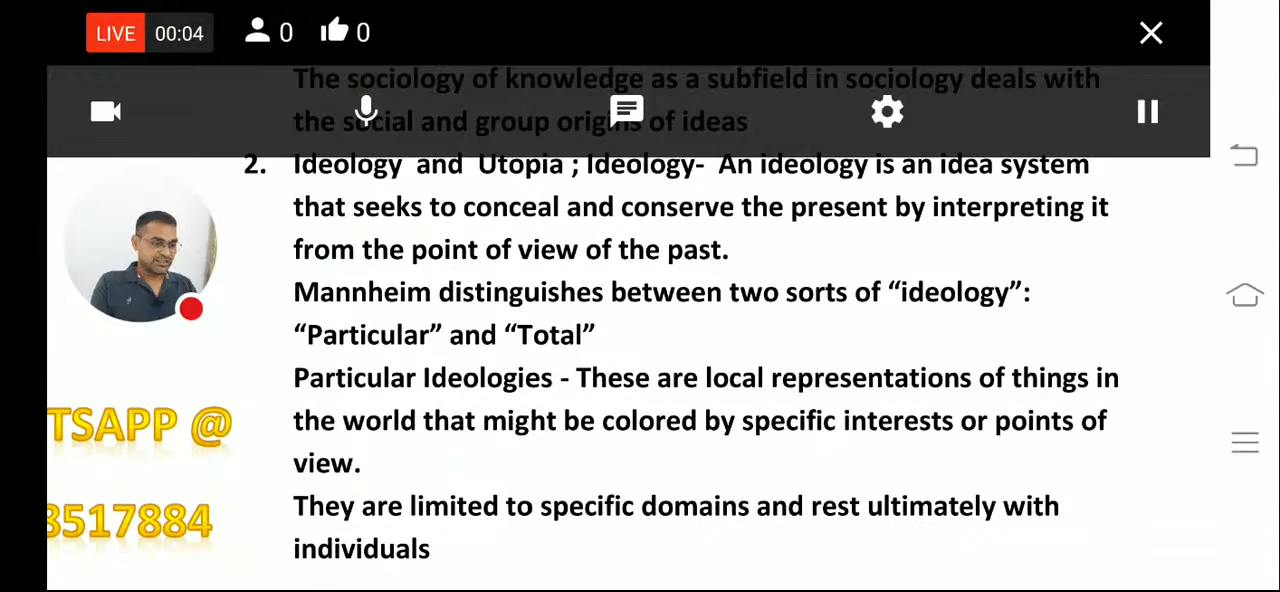 LIVE 00:04 0 0
The sociology of knowledge as a subfield in sociology deals with
the social and group origins of ideas
2. Ideology and Utopia ; Ideology- An ideology is an idea system
that seeks to conceal and conserve the present by interpreting it
from the point of view of the past.
Mannheim distinguishes between two sorts of “ideology”:
“Particular” and “Total”
Particular Ideologies - These are local representations of things in
the world that might be colored by specific interests or points of
view.
They are limited to specific domains and rest ultimately with
individuals
TSAPP @
8517884